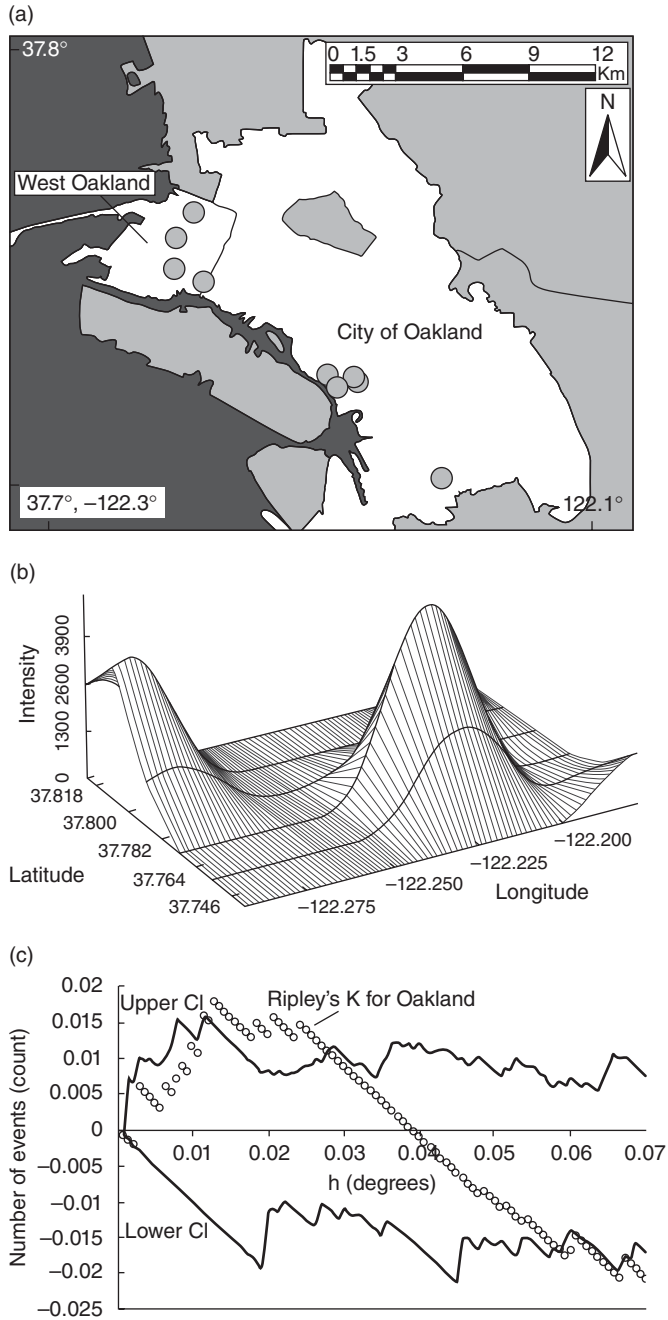 (a)
37.8°
0 1.5 3 6 9 12
Km
N
West Oakland
City of Oakland
37.7°, −122.3°
122.1°
(b)
Intensity
3900
2600
1300
0
37.818
37.800
37.782
37.764
37.746
Latitude
−122.275
−122.250
−122.225
−122.200
Longitude
(c)
Number of events (count)
0.02
0.015
0.01
0.005
0
−0.005
−0.01
−0.015
−0.02
−0.025
Upper CI
Ripley's K for Oakland
0.01 0.02 0.03 0.04 0.05 0.06 0.07
h (degrees)
Lower CI